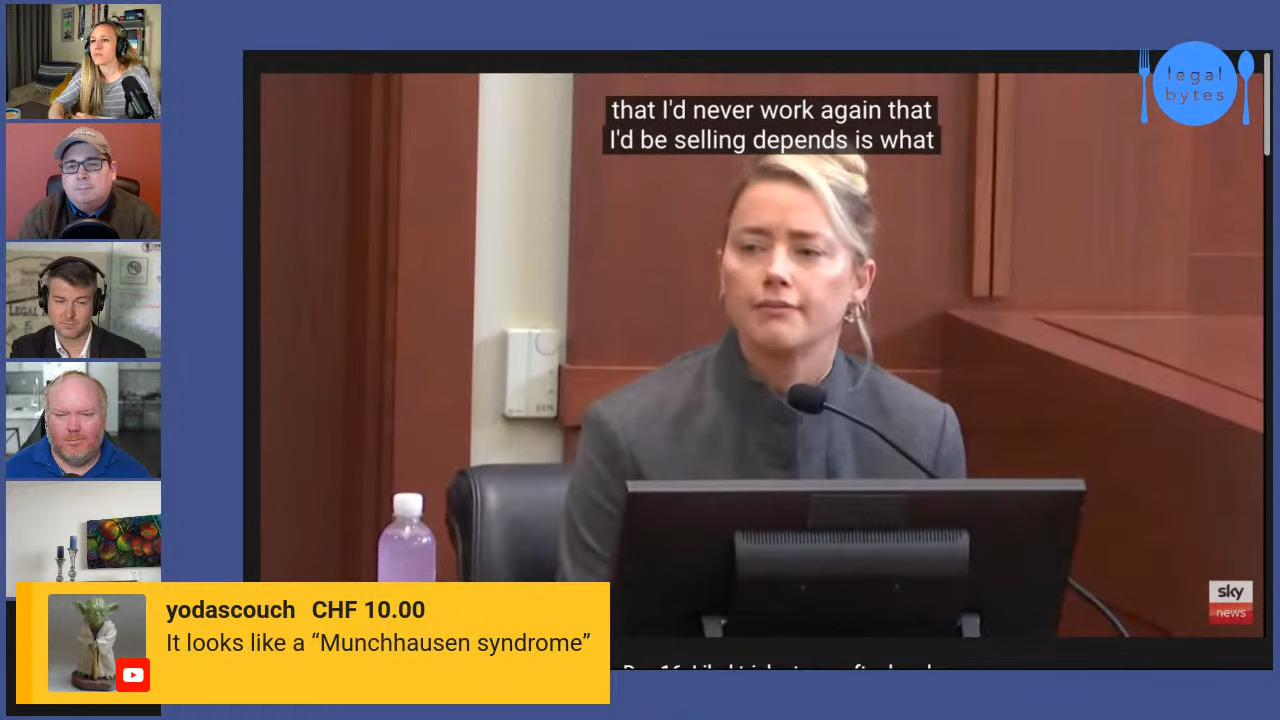 that I'd never work again that
I'd be selling depends is what
legal
bytes
LEGAL
sky
news
yodascouch CHF 10.00
It looks like a “Munchhausen syndrome”